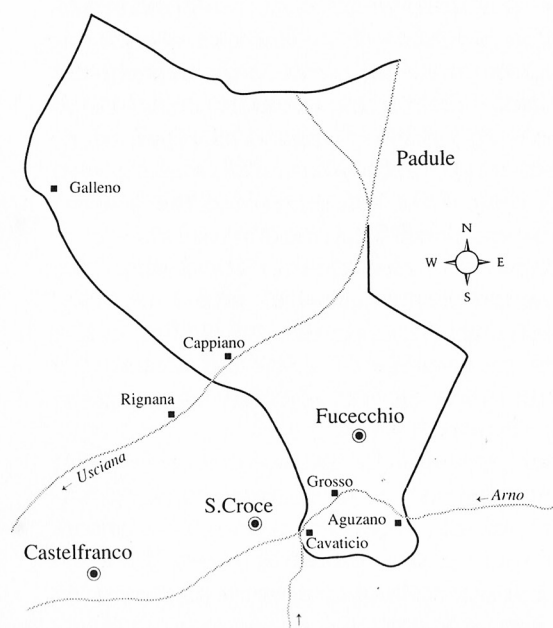 Padule
Galleno
N
W
E
S
Cappiano
Rignana
Fucecchio
Usciana
Grosso
Arno
S.Croce
Aguzano
Cavaticio
Castelfranco